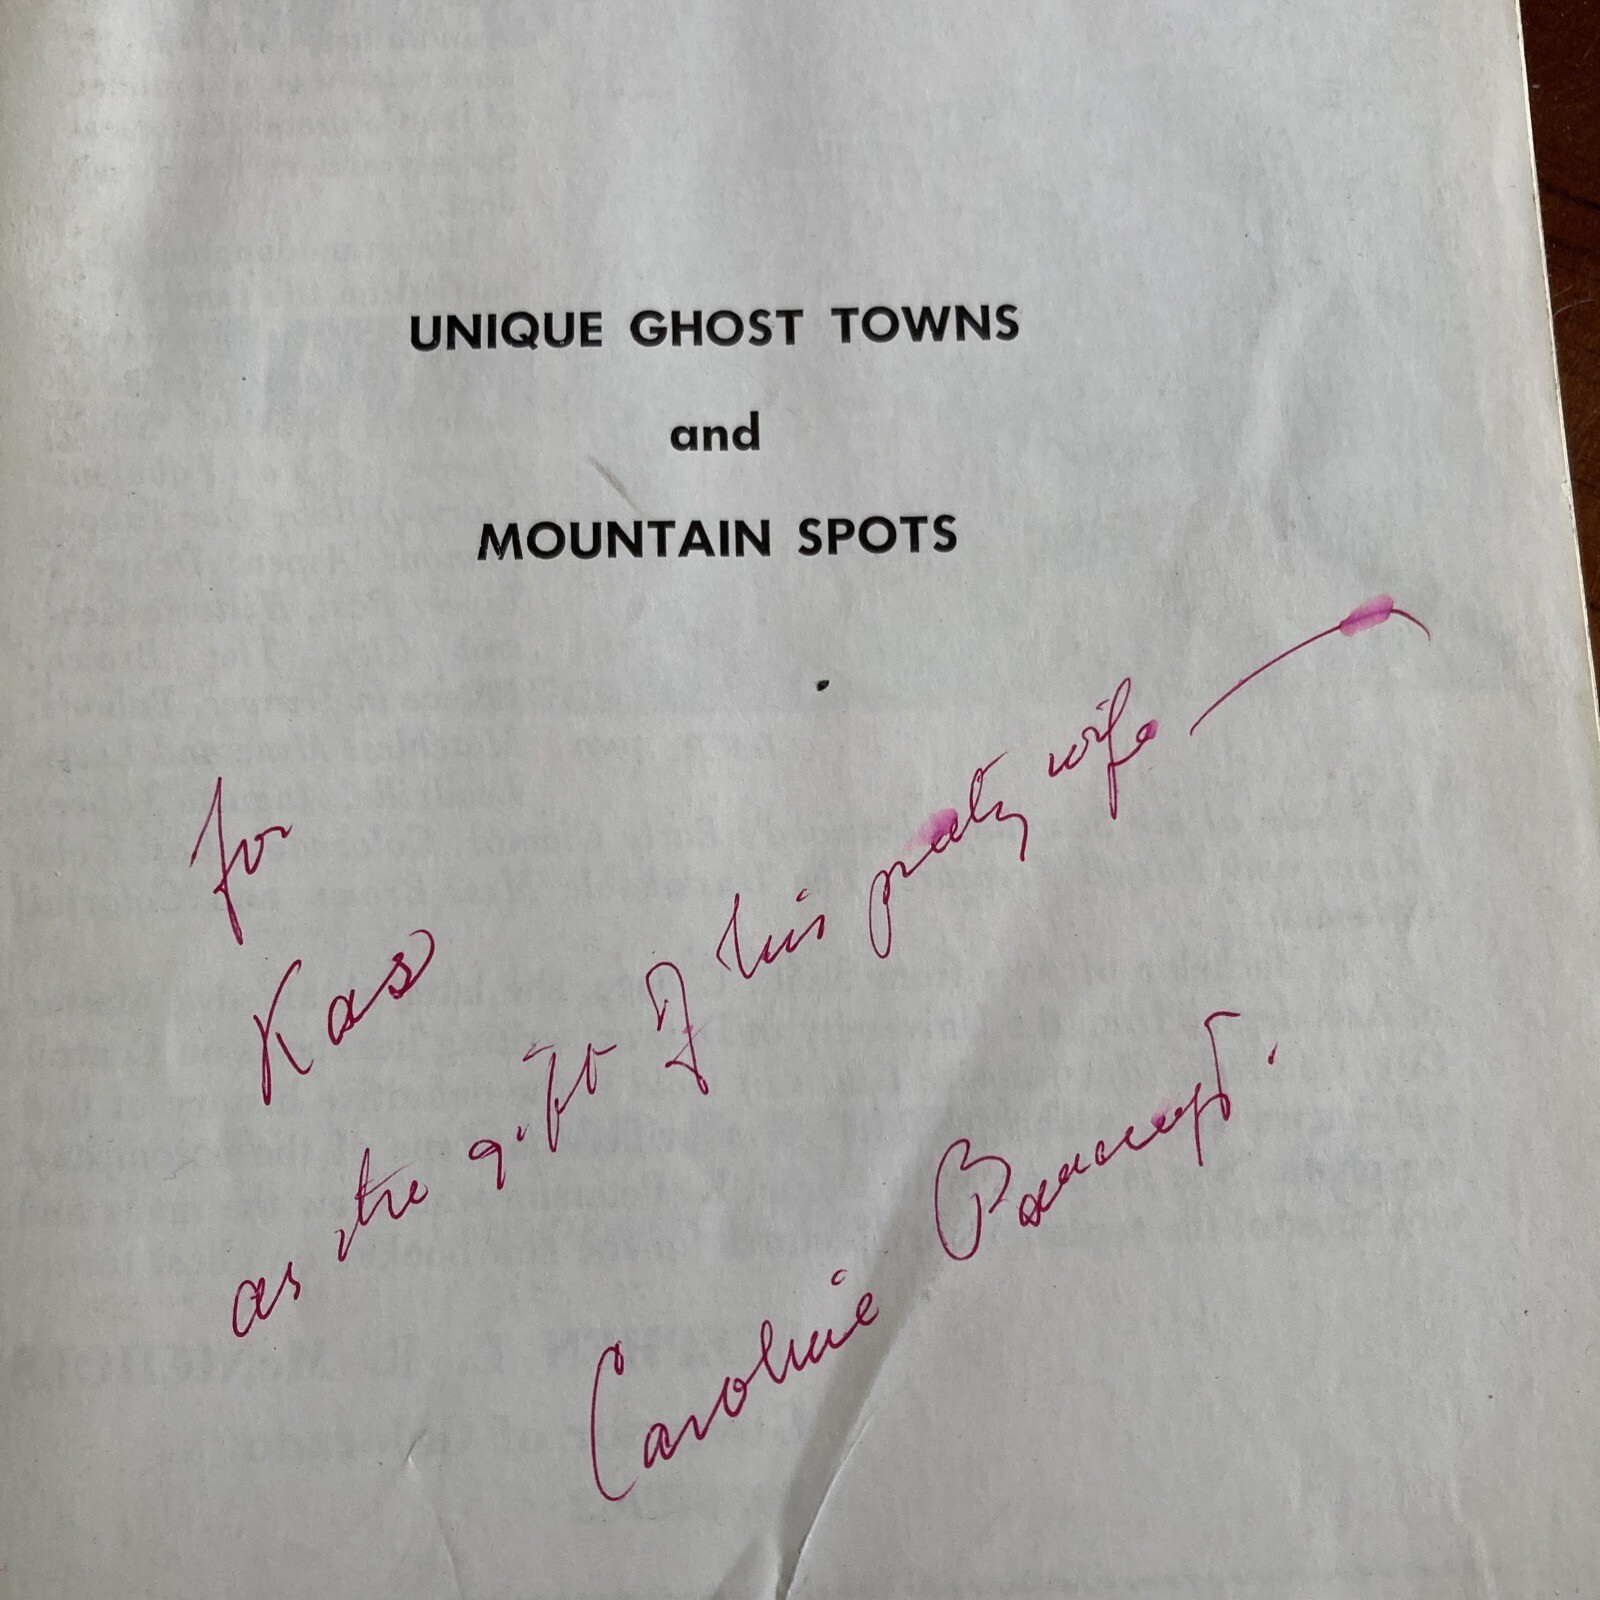 UNIQUE GHOST TOWNS
and
MOUNTAIN SPOTS
for
Kas
as the gift of his pretty wife —
Caroline Bancroft.